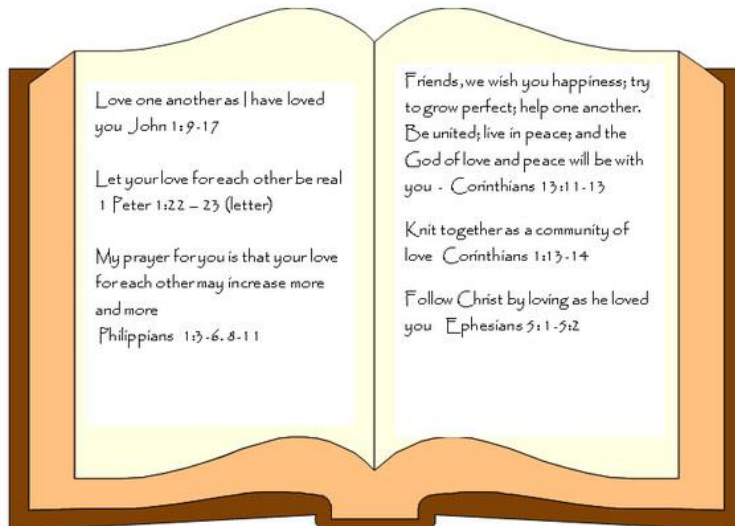 Love one another as I have loved
you John 1:9-17
Let your love for each other be real
1 Peter 1:22 – 23 (letter)
My prayer for you is that your love
for each other may increase more
and more
Philippians 1:3-6. 8-11
Friends, we wish you happiness; try
to grow perfect; help one another.
Be united; live in peace; and the
God of love and peace will be with
you - Corinthians 13:11-13
Knit together as a community of
love Corinthians 1:13-14
Follow Christ by loving as he loved
you Ephesians 5:1-5:2